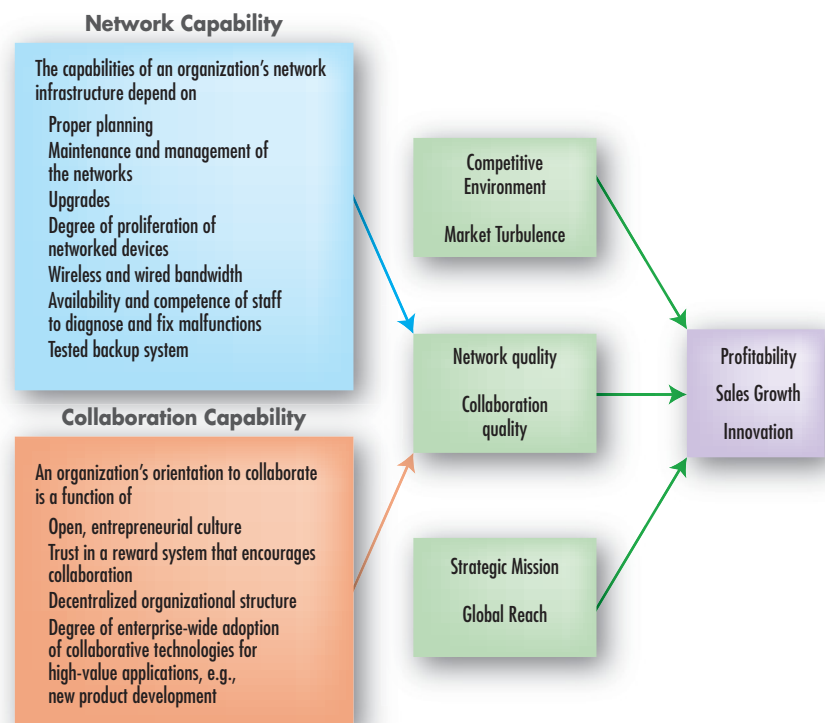 Network Capability
The capabilities of an organization's network
infrastructure depend on
Proper planning
Maintenance and management of
the networks
Upgrades
Degree of proliferation of
networked devices
Wireless and wired bandwidth
Availability and competence of staff
to diagnose and fix malfunctions
Tested backup system
Collaboration Capability
An organization's orientation to collaborate
is a function of
Open, entrepreneurial culture
Trust in a reward system that encourages
collaboration
Decentralized organizational structure
Degree of enterprise-wide adoption
of collaborative technologies for
high-value applications, e.g.,
new product development
Competitive
Environment
Market Turbulence
Network quality
Collaboration
quality
Strategic Mission
Global Reach
Profitability
Sales Growth
Innovation